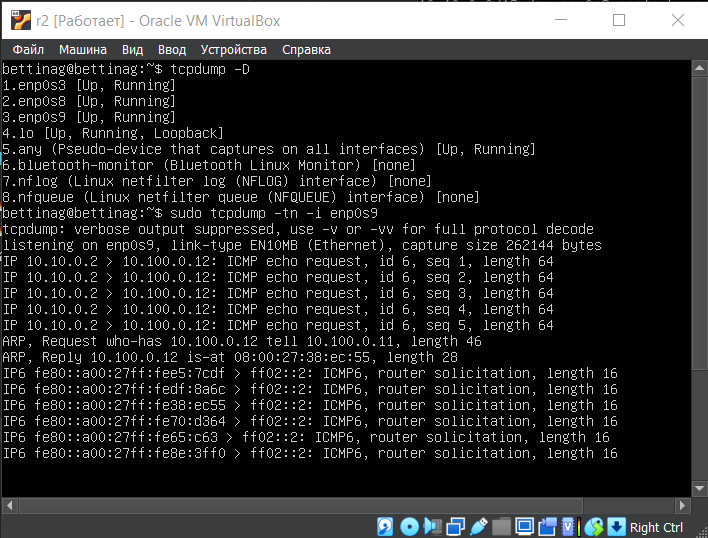 r2 [Работает] - Oracle VM VirtualBox
Файл Машина Вид Ввод Устройства Справка
bettinag@bettinag:~$ tcpdump -D
1.enp0s3 [Up, Running]
2.enp0s8 [Up, Running]
3.enp0s9 [Up, Running]
4.lo [Up, Running, Loopback]
5.any (Pseudo-device that captures on all interfaces) [Up, Running]
6.bluetooth-monitor (Bluetooth Linux Monitor) [none]
7.nflog (Linux netfilter log (NFLOG) interface) [none]
8.nfqueue (Linux netfilter queue (NFQUEUE) interface) [none]
bettinag@bettinag:~$ sudo tcpdump -tn -i enp0s9
tcpdump: verbose output suppressed, use -v or -vv for full protocol decode
listening on enp0s9, link-type EN10MB (Ethernet), capture size 262144 bytes
IP 10.10.0.2 > 10.100.0.12: ICMP echo request, id 6, seq 1, length 64
IP 10.10.0.2 > 10.100.0.12: ICMP echo request, id 6, seq 2, length 64
IP 10.10.0.2 > 10.100.0.12: ICMP echo request, id 6, seq 3, length 64
IP 10.10.0.2 > 10.100.0.12: ICMP echo request, id 6, seq 4, length 64
IP 10.10.0.2 > 10.100.0.12: ICMP echo request, id 6, seq 5, length 64
ARP, Request who-has 10.100.0.12 tell 10.100.0.11, length 46
ARP, Reply 10.100.0.12 is-at 08:00:27:38:ec:55, length 28
IP6 fe80::a00:27ff:fee5:7cdf > ff02::2: ICMP6, router solicitation, length 16
IP6 fe80::a00:27ff:fedf:8a6c > ff02::2: ICMP6, router solicitation, length 16
IP6 fe80::a00:27ff:fe38:ec55 > ff02::2: ICMP6, router solicitation, length 16
IP6 fe80::a00:27ff:fe70:d364 > ff02::2: ICMP6, router solicitation, length 16
IP6 fe80::a00:27ff:fe65:c63 > ff02::2: ICMP6, router solicitation, length 16
IP6 fe80::a00:27ff:fe8e:3ff0 > ff02::2: ICMP6, router solicitation, length 16
Right Ctrl